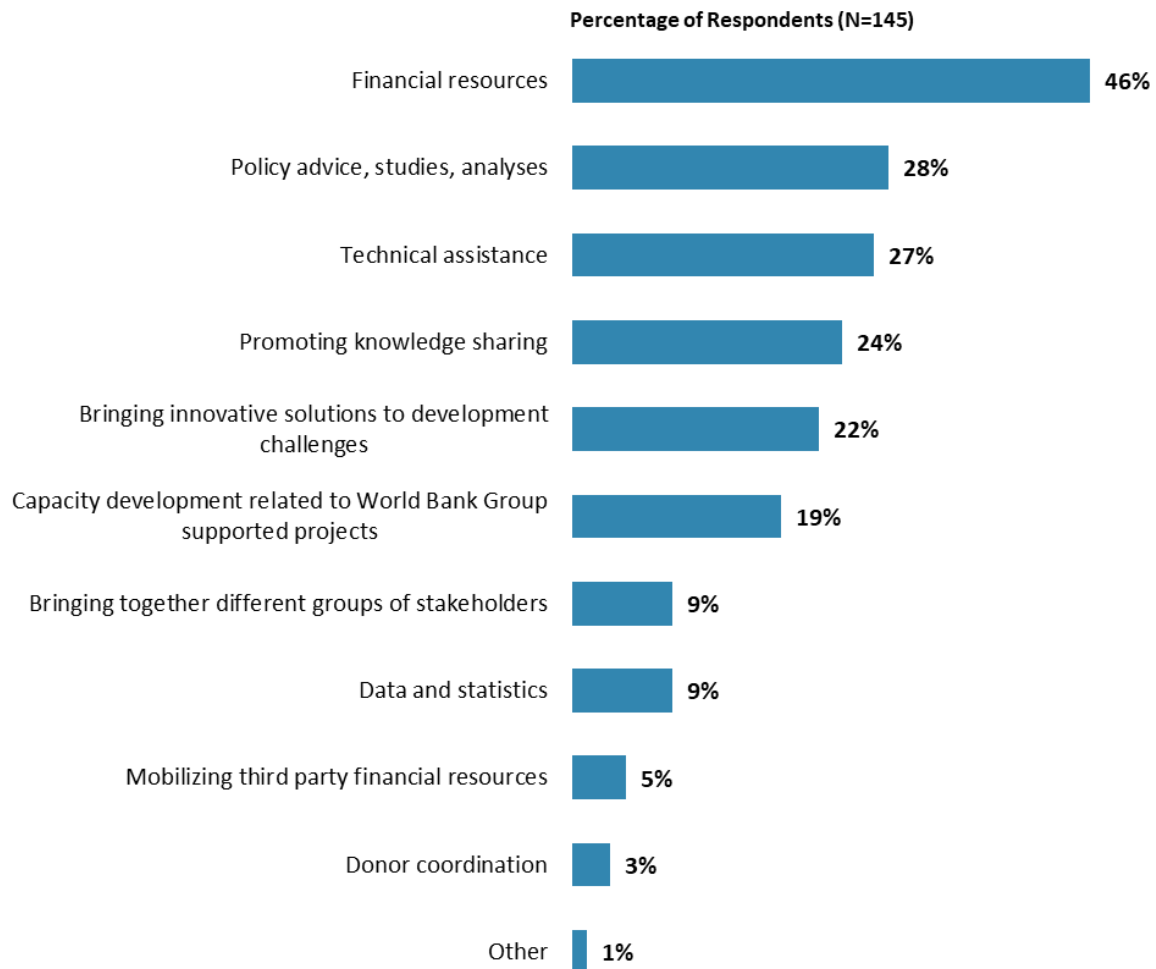 Percentage of Respondents (N=145)
Financial resources 46%
Policy advice, studies, analyses 28%
Technical assistance 27%
Promoting knowledge sharing 24%
Bringing innovative solutions to development
challenges 22%
Capacity development related to World Bank Group
supported projects 19%
Bringing together different groups of stakeholders 9%
Data and statistics 9%
Mobilizing third party financial resources 5%
Donor coordination 3%
Other 1%